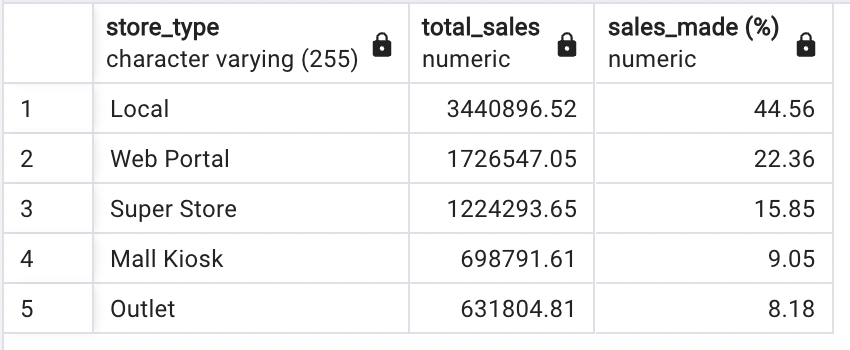 store_type total_sales sales_made (%)
character varying (255) numeric numeric
1 Local 3440896.52 44.56
2 Web Portal 1726547.05 22.36
3 Super Store 1224293.65 15.85
4 Mall Kiosk 698791.61 9.05
5 Outlet 631804.81 8.18